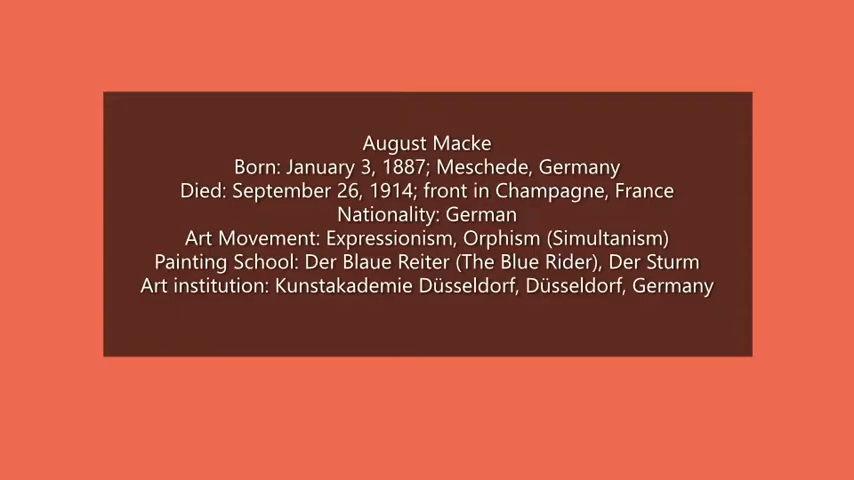 August Macke
Born: January 3, 1887; Meschede, Germany
Died: September 26, 1914; front in Champagne, France
Nationality: German
Art Movement: Expressionism, Orphism (Simultanism)
Painting School: Der Blaue Reiter (The Blue Rider), Der Sturm
Art institution: Kunstakademie Düsseldorf, Düsseldorf, Germany